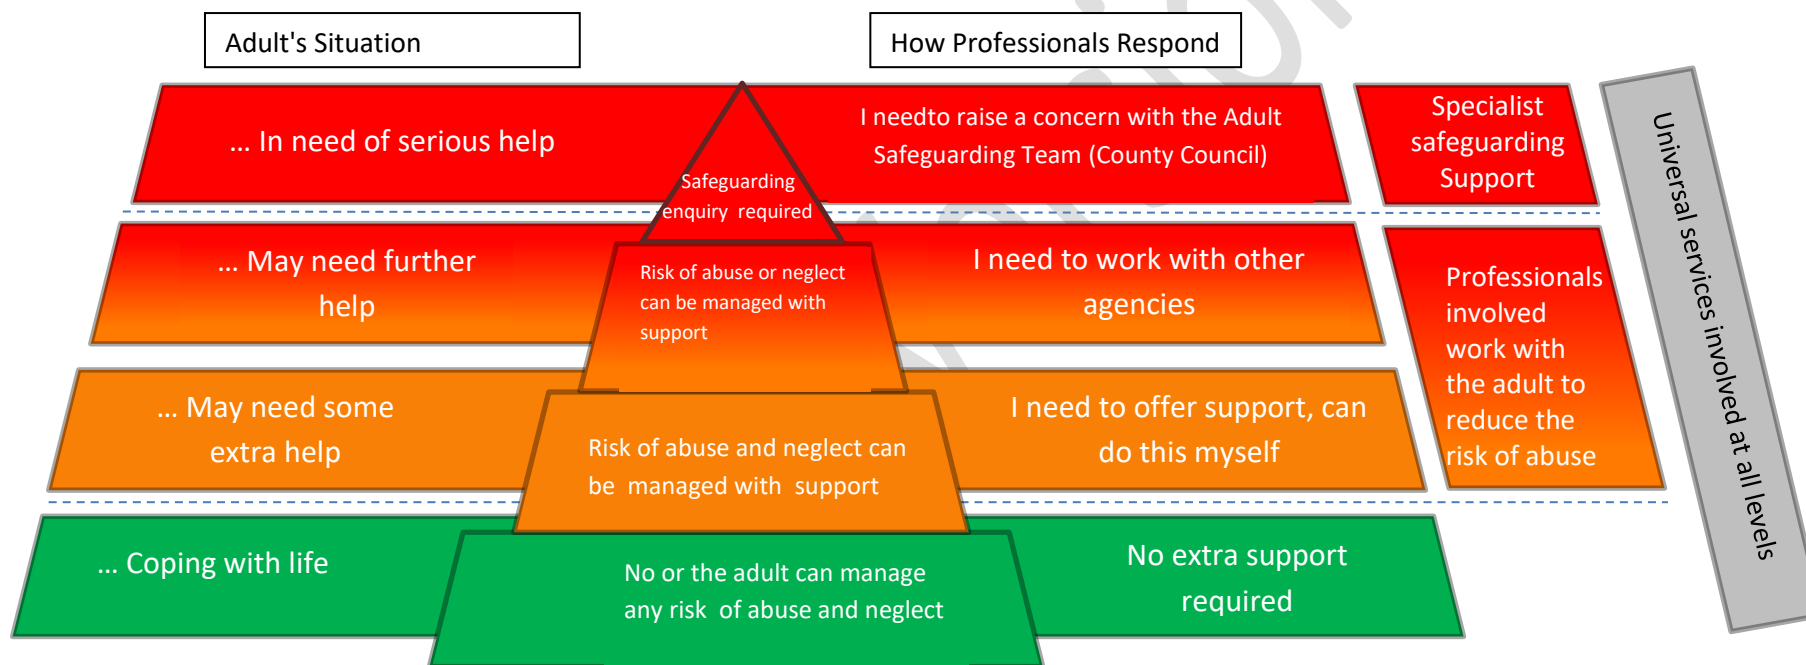 Adult's Situation
How Professionals Respond
... In need of serious help
Safeguarding
enquiry required
I needto raise a concern with the Adult
Safeguarding Team (County Council)
Specialist
safeguarding
Support
... May need further
help
Risk of abuse or neglect
can be managed with
support
I need to work with other
agencies
Professionals
involved
work with
the adult to
reduce the
risk of abuse
... May need some
extra help
Risk of abuse and neglect can
be managed with support
I need to offer support, can
do this myself
... Coping with life
No or the adult can manage
any risk of abuse and neglect
No extra support
required
Universal services involved at all levels